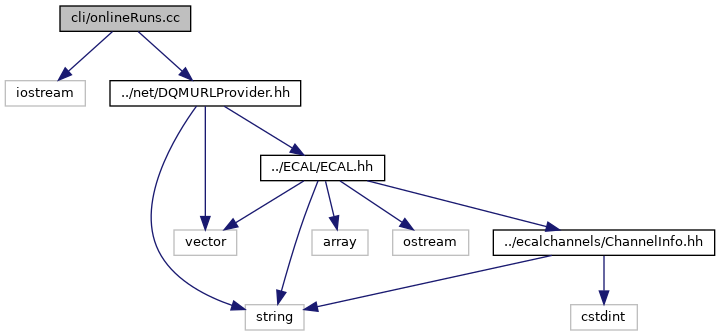 cli/onlineRuns.cc
iostream
../net/DQMURLProvider.hh
../ECAL/ECAL.hh
vector
array
ostream
../ecalchannels/ChannelInfo.hh
string
cstdint